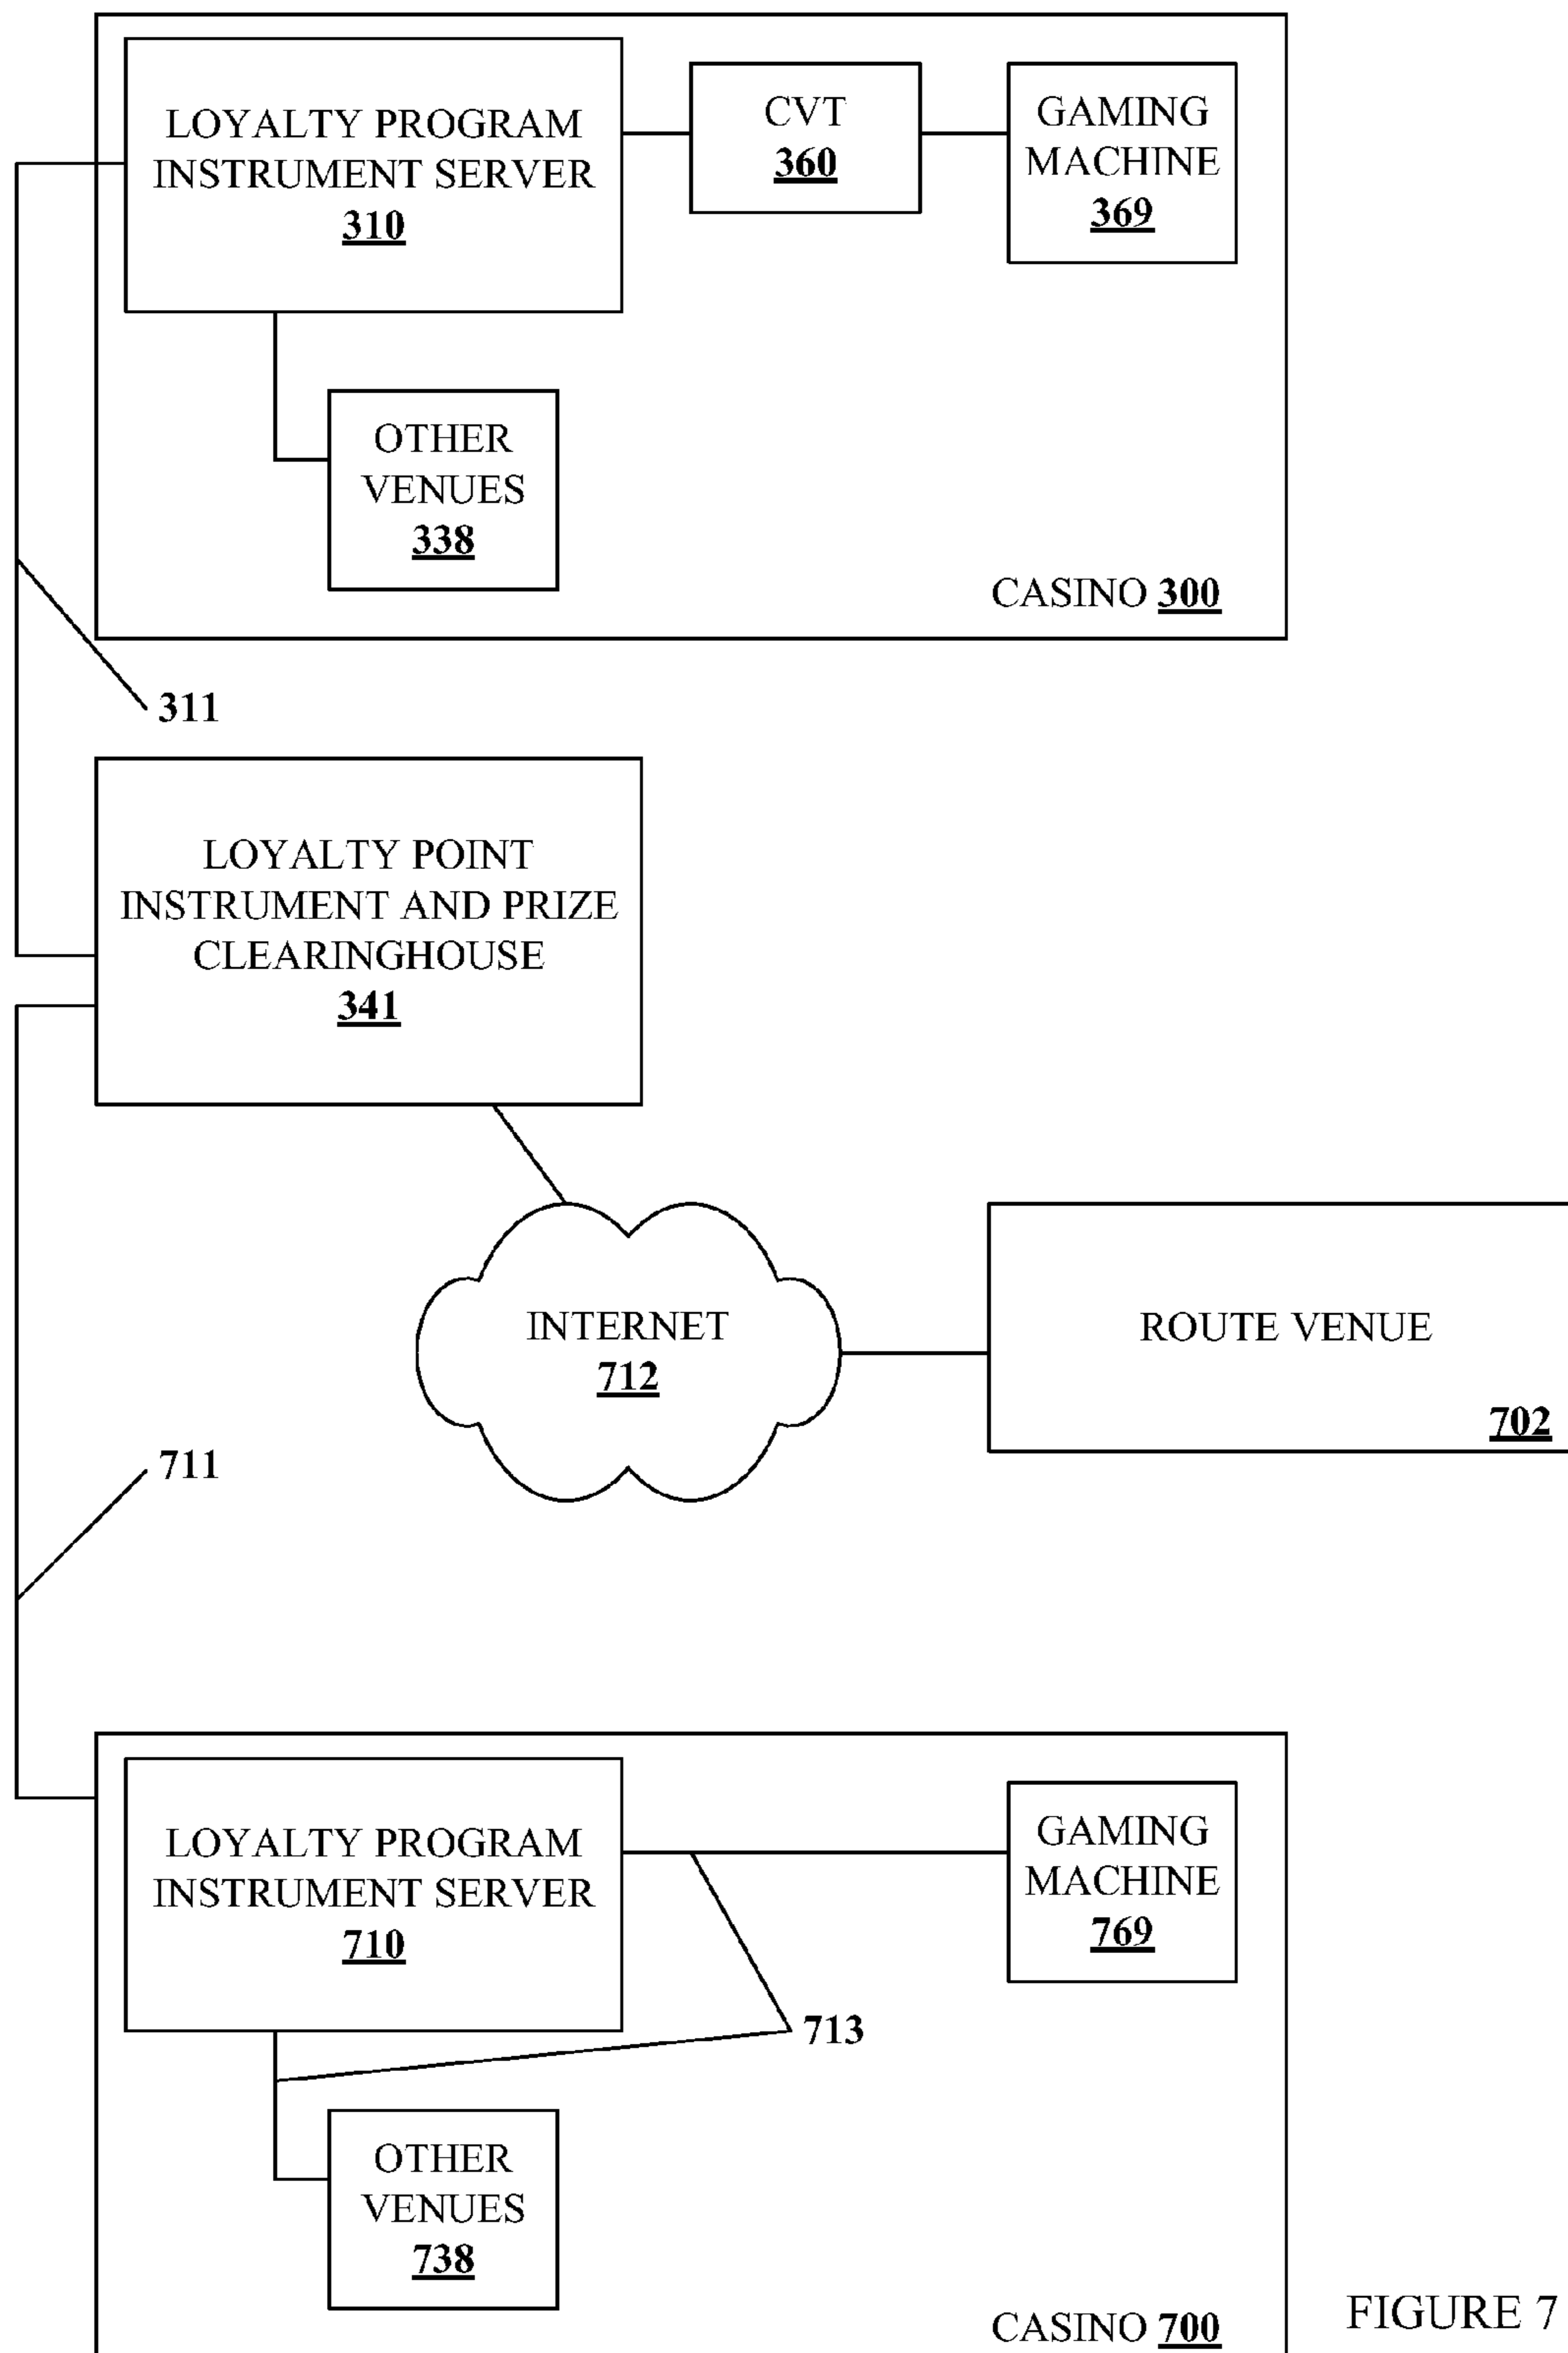 LOYALTY PROGRAM
INSTRUMENT SERVER
310
CVT
360
GAMING
MACHINE
369
OTHER
VENUES
338
CASINO 300
311
LOYALTY POINT
INSTRUMENT AND PRIZE
CLEARINGHOUSE
341
INTERNET
712
ROUTE VENUE
702
711
LOYALTY PROGRAM
INSTRUMENT SERVER
710
GAMING
MACHINE
769
713
OTHER
VENUES
738
CASINO 700
FIGURE 7